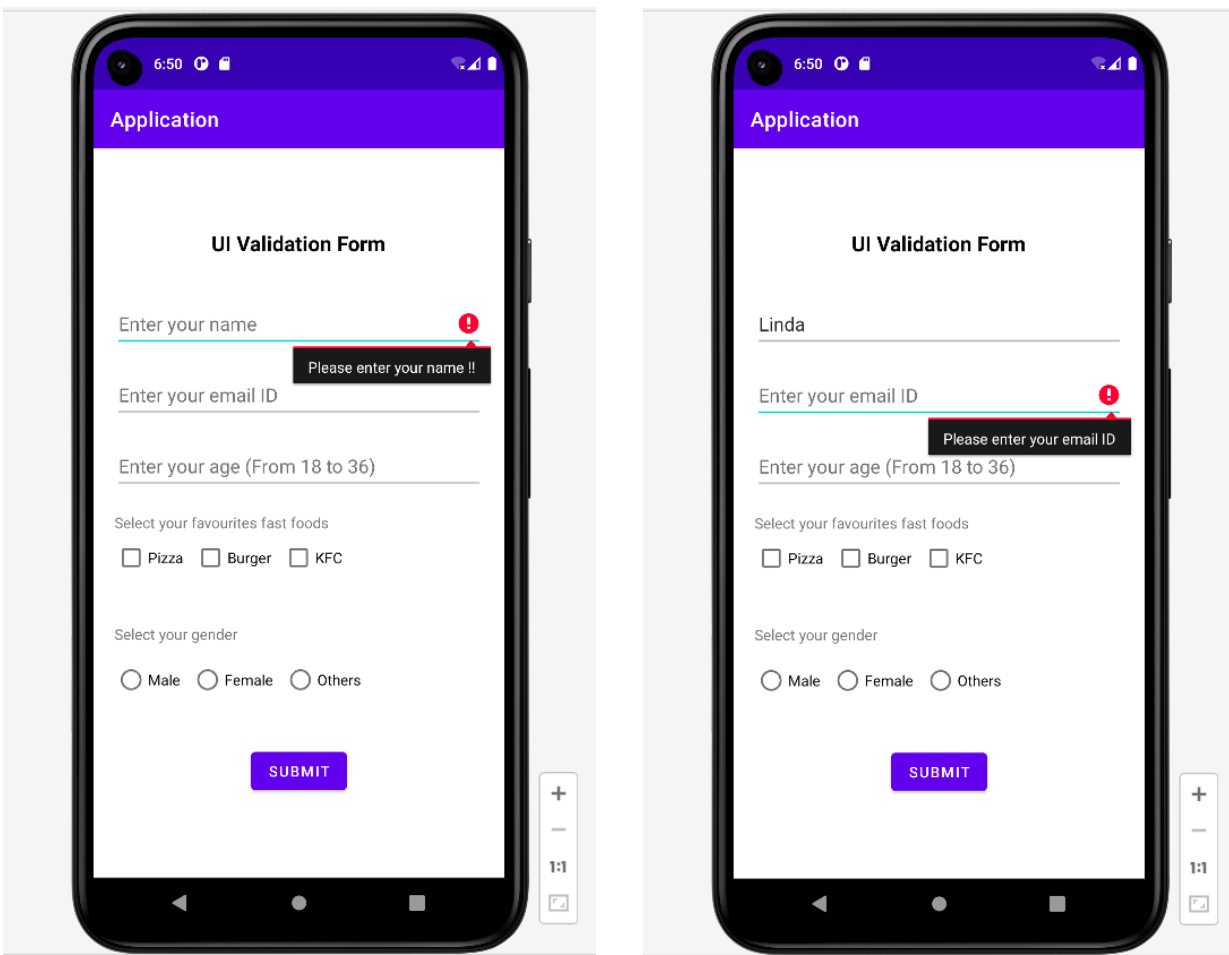 6:50
Application
UI Validation Form
Enter your name
Please enter your name !!
Enter your email ID
Enter your age (From 18 to 36)
Select your favourites fast foods
Pizza Burger KFC
Select your gender
Male Female Others
SUBMIT
1:1
6:50
Application
UI Validation Form
Linda
Enter your email ID
Please enter your email ID
Enter your age (From 18 to 36)
Select your favourites fast foods
Pizza Burger KFC
Select your gender
Male Female Others
SUBMIT
1:1